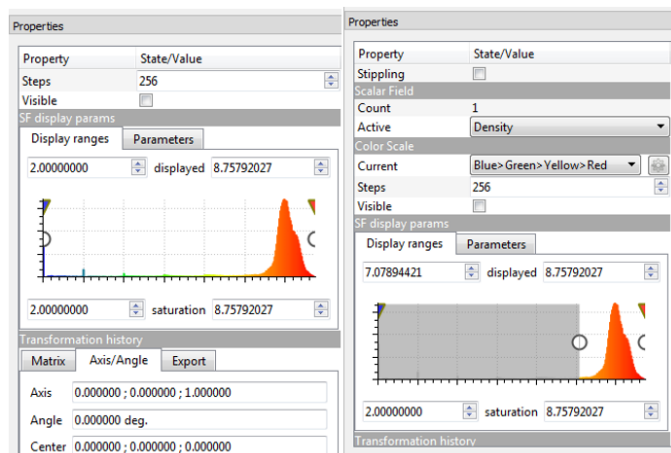 Properties
Property State/Value
Steps 256
Visible
SF display params
Display ranges Parameters
2.00000000 displayed 8.75792027
2.00000000 saturation 8.75792027
Transformation history
Matrix Axis/Angle Export
Axis 0.000000 ; 0.000000 ; 1.000000
Angle 0.000000 deg.
Center 0.000000 ; 0.000000 ; 0.000000
Properties
Property State/Value
Stippling
Scalar Field
Count 1
Active Density
Color Scale
Current Blue>Green>Yellow>Red
Steps 256
Visible
SF display params
Display ranges Parameters
7.07894421 displayed 8.75792027
2.00000000 saturation 8.75792027
Transformation history